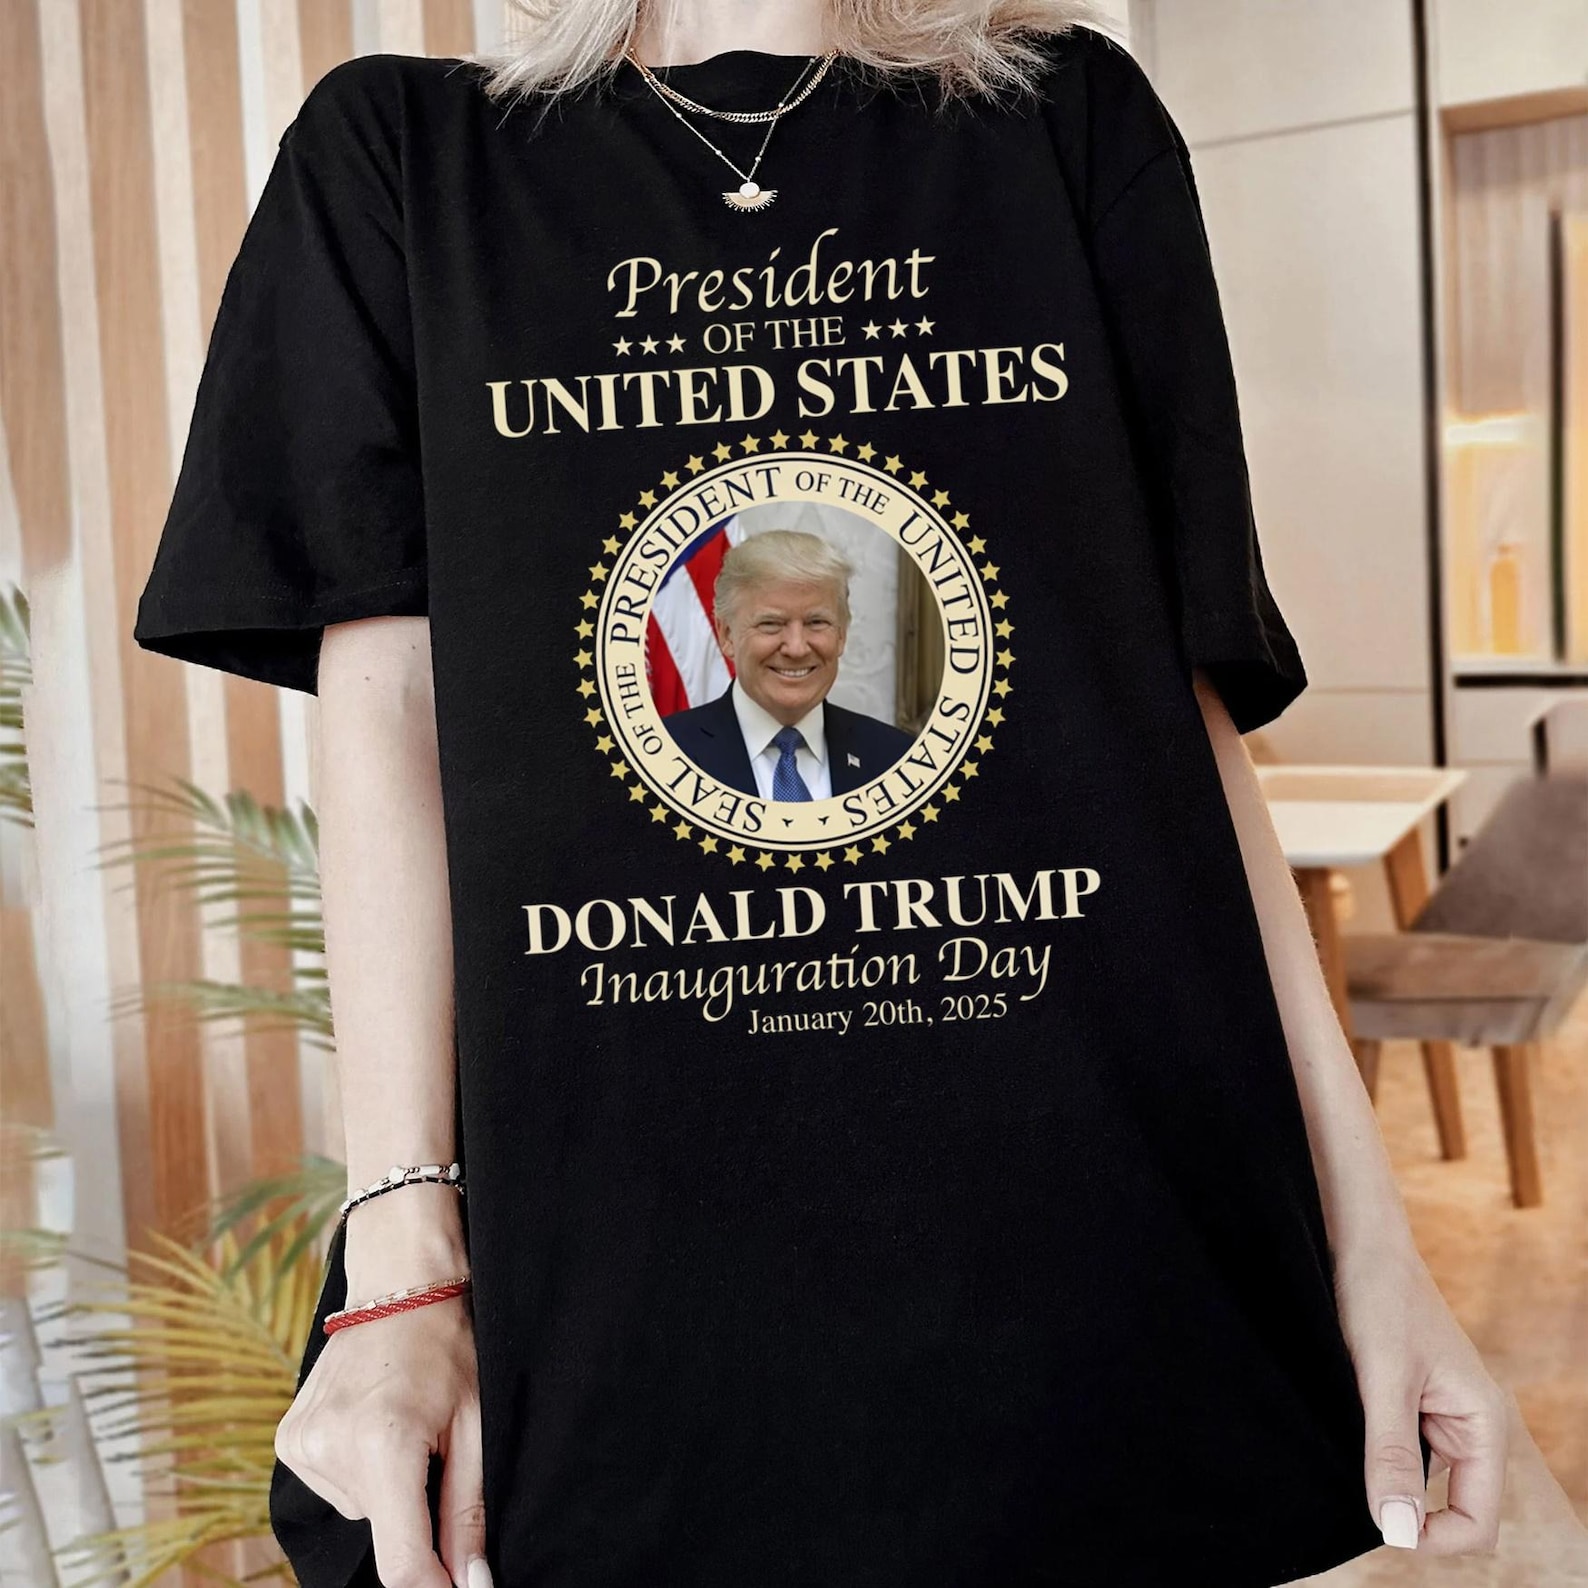 President
OF THE
UNITED STATES
SEAL OF THE PRESIDENT OF THE UNITED STATES
DONALD TRUMP
Inauguration Day
January 20th, 2025